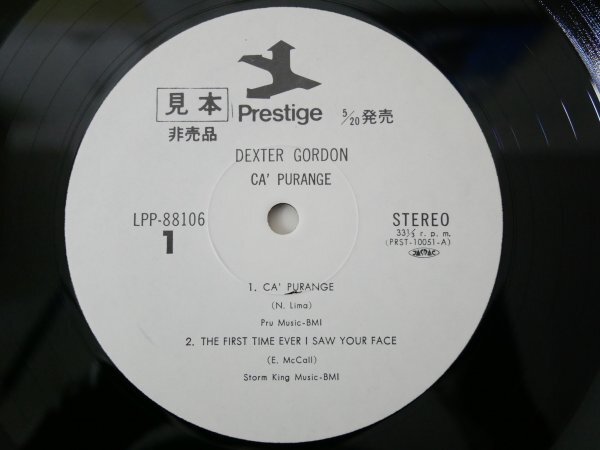 見本
非売品
Prestige
5/20発売
DEXTER GORDON
CA' PURANGE
LPP-88106
1
STEREO
33⅓ r. p. m.
(PRST-10051-A)
JASRAC
1. CA' PURANGE
(N. Lima)
Pru Music-BMI
2. THE FIRST TIME EVER I SAW YOUR FACE
(E. McCall)
Storm King Music-BMI